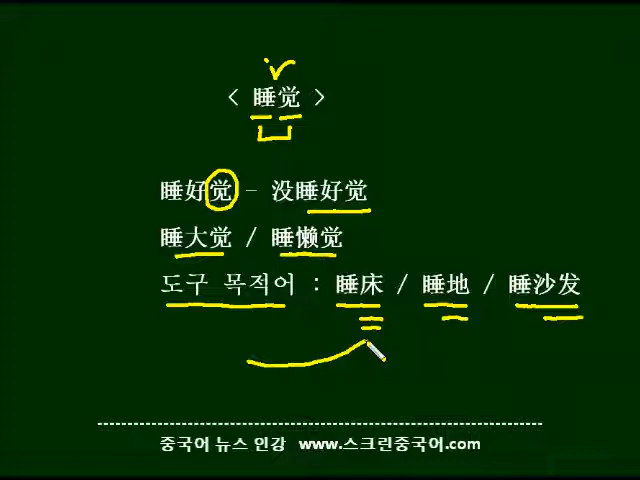 < 睡觉 >
睡好觉 - 没睡好觉
睡大觉 / 睡懒觉
도구 목적어 : 睡床 / 睡地 / 睡沙发
중국어 뉴스 인강 www.스크린중국어.com